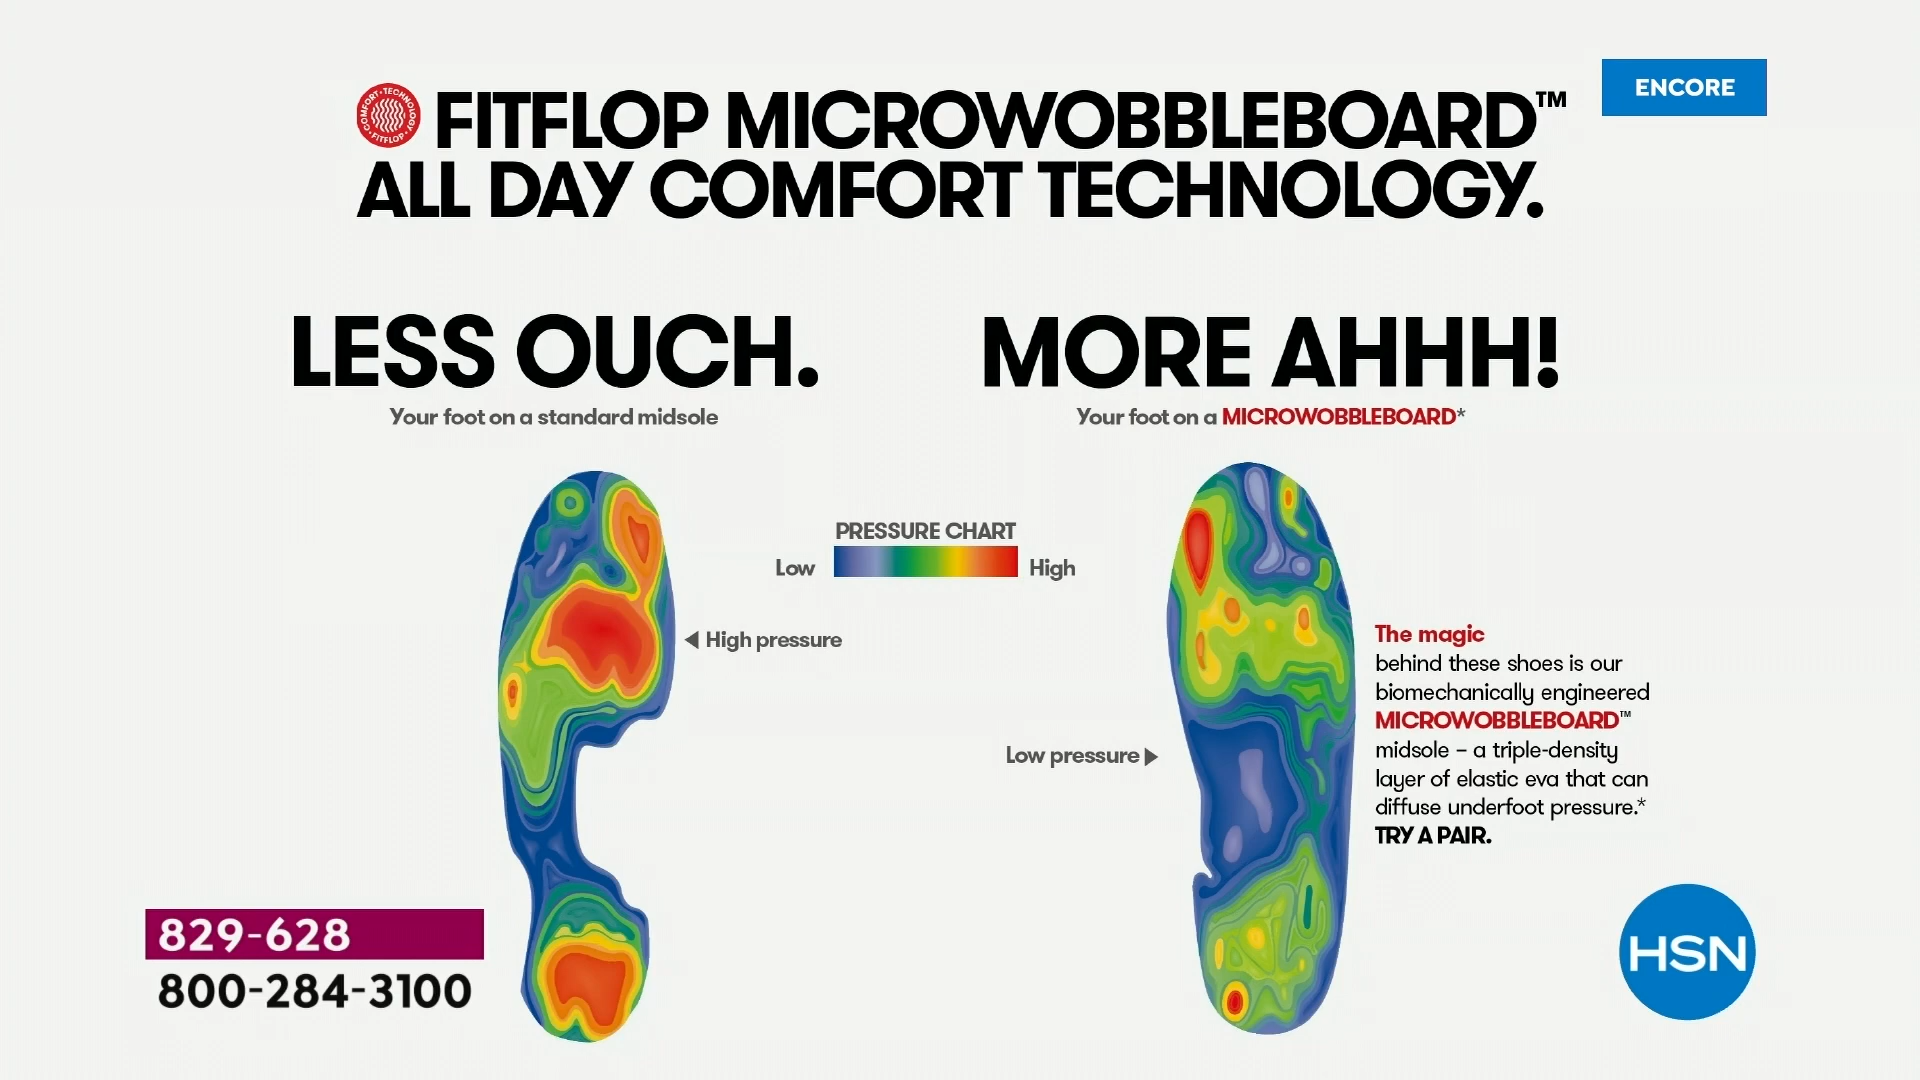 ENCORE
COMFORT·TECHNOLOGY·FITFLOP·
FITFLOP MICROWOBBLEBOARD™
ALL DAY COMFORT TECHNOLOGY.
LESS OUCH.
Your foot on a standard midsole
MORE AHHH!
Your foot on a MICROWOBBLEBOARD*
PRESSURE CHART
Low
High
High pressure
Low pressure
The magic
behind these shoes is our
biomechanically engineered
MICROWOBBLEBOARD™
midsole – a triple-density
layer of elastic eva that can
diffuse underfoot pressure.*
TRY A PAIR.
829-628
800-284-3100
HSN